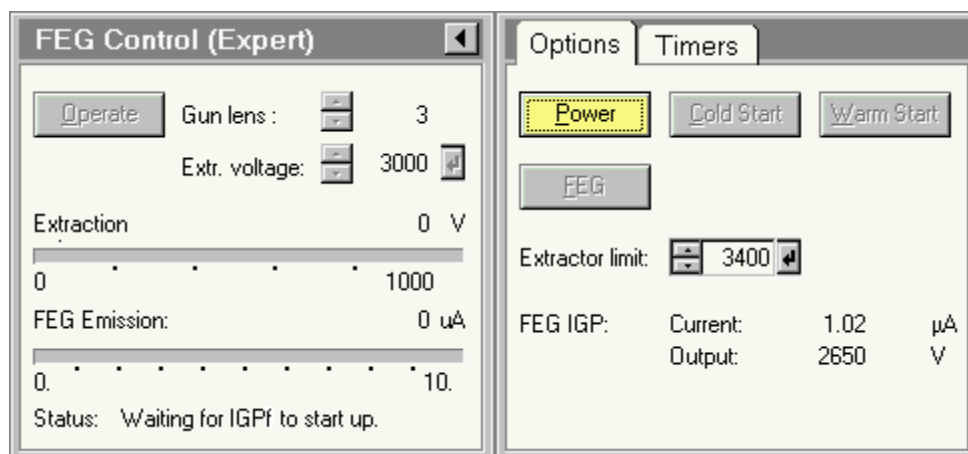 FEG Control (Expert)
Operate Gun lens : 3
Extr. voltage: 3000
Extraction 0 V
0 1000
FEG Emission: 0 uA
0. 10.
Status: Waiting for IGPf to start up.
Options Timers
Power Cold Start Warm Start
FEG
Extractor limit: 3400
FEG IGP: Current: 1.02 µA
Output: 2650 V